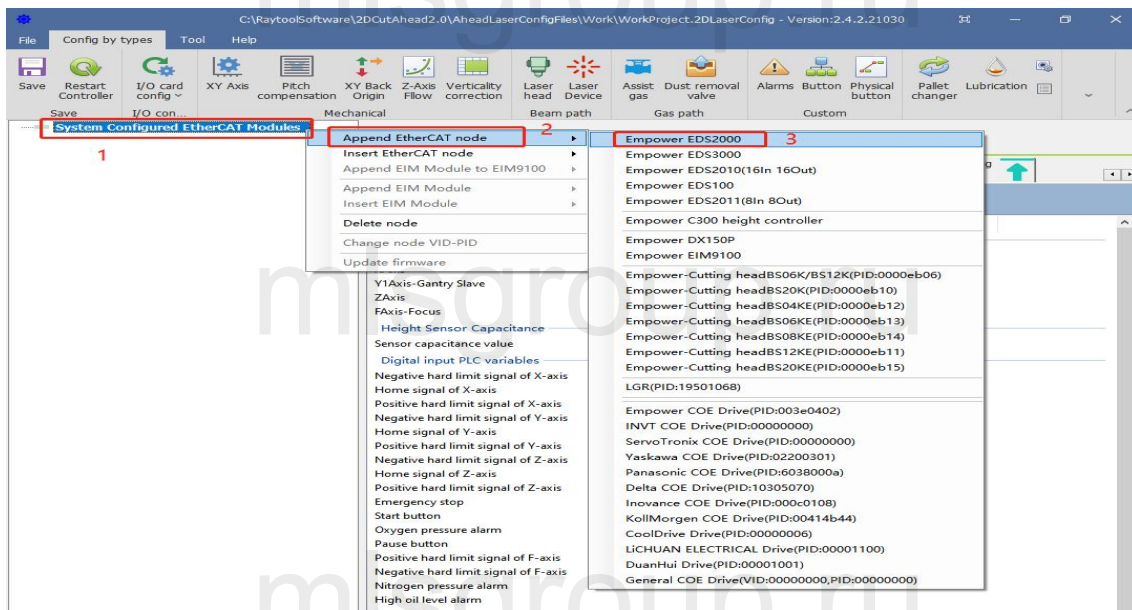 C:\RaytoolSoftware\2DCutAhead2.0\AheadLaserConfigFiles\Work\WorkProject.2DLaserConfig - Version:2.4.2.21030
File Config by types Tool Help
Save Restart Controller I/O card config XY Axis Pitch compensation XY Back Origin Z-Axis Fllow Verticality correction Laser head Laser Device Assist gas Dust removal valve Alarms Button Physical button Pallet changer Lubrication
Save I/O con... Mechanical Beam path Gas path Custom
System Configured EtherCAT Modules
1
2
3
Append EtherCAT node
Insert EtherCAT node
Append EIM Module to EIM9100
Append EIM Module
Insert EIM Module
Delete node
Change node VID-PID
Update firmware
Empower EDS2000
Empower EDS3000
Empower EDS2010(16In 16Out)
Empower EDS100
Empower EDS2011(8In 8Out)
Empower C300 height controller
Empower DX150P
Empower EIM9100
Empower-Cutting headBS06K/BS12K(PID:0000eb06)
Empower-Cutting headBS20K(PID:0000eb10)
Empower-Cutting headBS04KE(PID:0000eb12)
Empower-Cutting headBS06KE(PID:0000eb13)
Empower-Cutting headBS08KE(PID:0000eb14)
Empower-Cutting headBS12KE(PID:0000eb11)
Empower-Cutting headBS20KE(PID:0000eb15)
LGR(PID:19501068)
Empower COE Drive(PID:003e0402)
INVT COE Drive(PID:00000000)
ServoTronix COE Drive(PID:00000000)
Yaskawa COE Drive(PID:02200301)
Panasonic COE Drive(PID:6038000a)
Delta COE Drive(PID:10305070)
Inovance COE Drive(PID:000c0108)
KollMorgen COE Drive(PID:00414b44)
CoolDrive Drive(PID:00000006)
LiCHUAN ELECTRICAL Drive(PID:00001100)
DuanHui Drive(PID:00001001)
General COE Drive(VID:00000000,PID:00000000)
Y1Axis-Gantry Slave
ZAxis
FAxis-Focus
Height Sensor Capacitance
Sensor capacitance value
Digital input PLC variables
Negative hard limit signal of X-axis
Home signal of X-axis
Positive hard limit signal of X-axis
Negative hard limit signal of Y-axis
Home signal of Y-axis
Positive hard limit signal of Y-axis
Negative hard limit signal of Z-axis
Home signal of Z-axis
Positive hard limit signal of Z-axis
Emergency stop
Start button
Oxygen pressure alarm
Pause button
Positive hard limit signal of F-axis
Negative hard limit signal of F-axis
Nitrogen pressure alarm
High oil level alarm
mlsgroup.ru